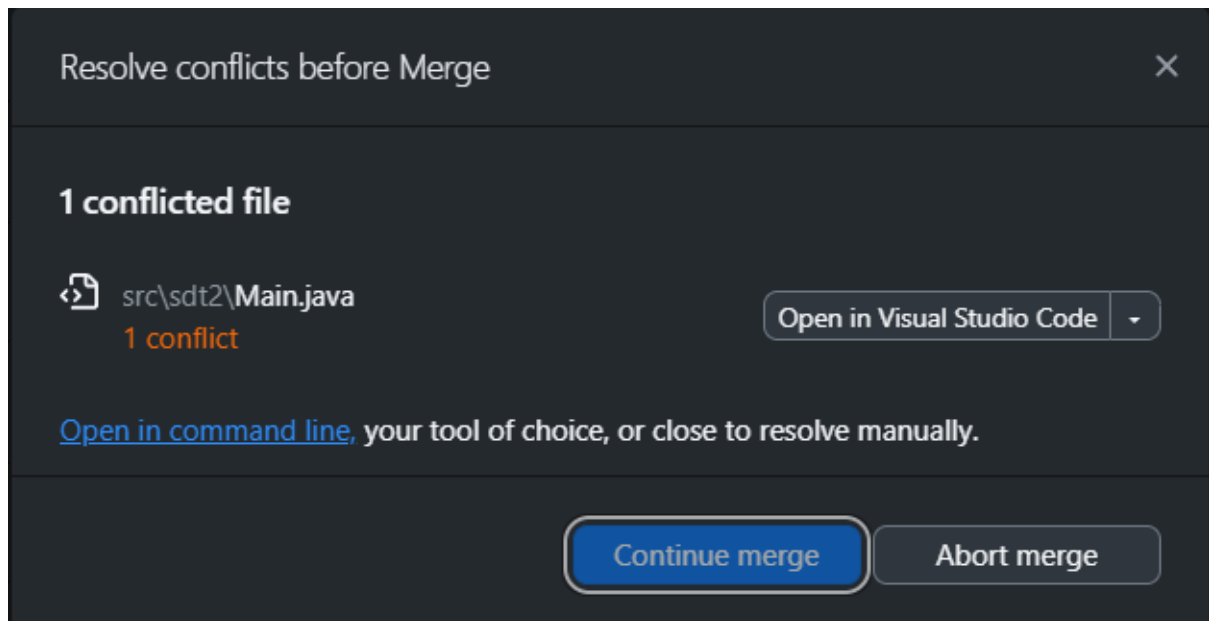 Resolve conflicts before Merge
1 conflicted file
src\sdt2\Main.java
Open in Visual Studio Code
1 conflict
Open in command line, your tool of choice, or close to resolve manually.
Continue merge
Abort merge